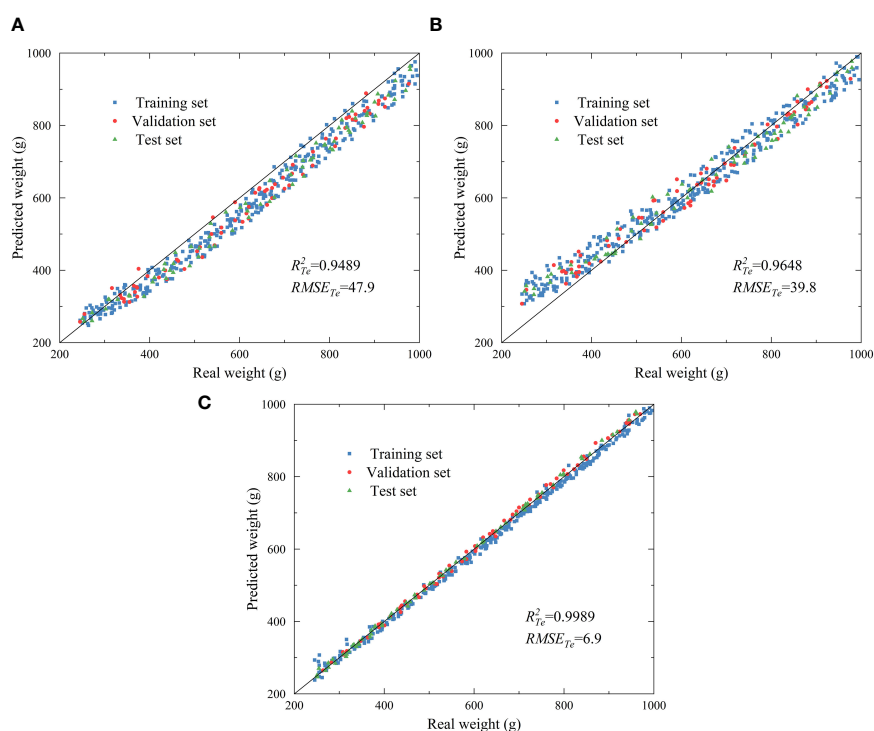 A
1000
800
600
400
200
200 400 600 800 1000
Predicted weight (g)
Real weight (g)
Training set
Validation set
Test set
R²Te=0.9489
RMSETe=47.9
B
1000
800
600
400
200
200 400 600 800 1000
Predicted weight (g)
Real weight (g)
Training set
Validation set
Test set
R²Te=0.9648
RMSETe=39.8
C
1000
800
600
400
200
200 400 600 800 1000
Predicted weight (g)
Real weight (g)
Training set
Validation set
Test set
R²Te=0.9989
RMSETe=6.9